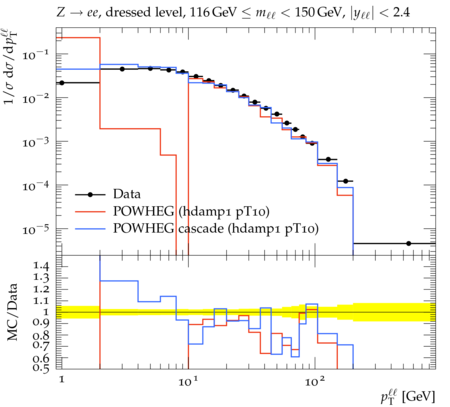 Z → ee, dressed level, 116 GeV ≤ mℓℓ < 150 GeV, |yℓℓ| < 2.4
1/σ dσ/dpTℓℓ
10⁻¹
10⁻²
10⁻³
10⁻⁴
10⁻⁵
Data
POWHEG (hdamp1 pT10)
POWHEG cascade (hdamp1 pT10)
MC/Data
1.4
1.3
1.2
1.1
1
0.9
0.8
0.7
0.6
0.5
1 10¹ 10²
pTℓℓ [GeV]